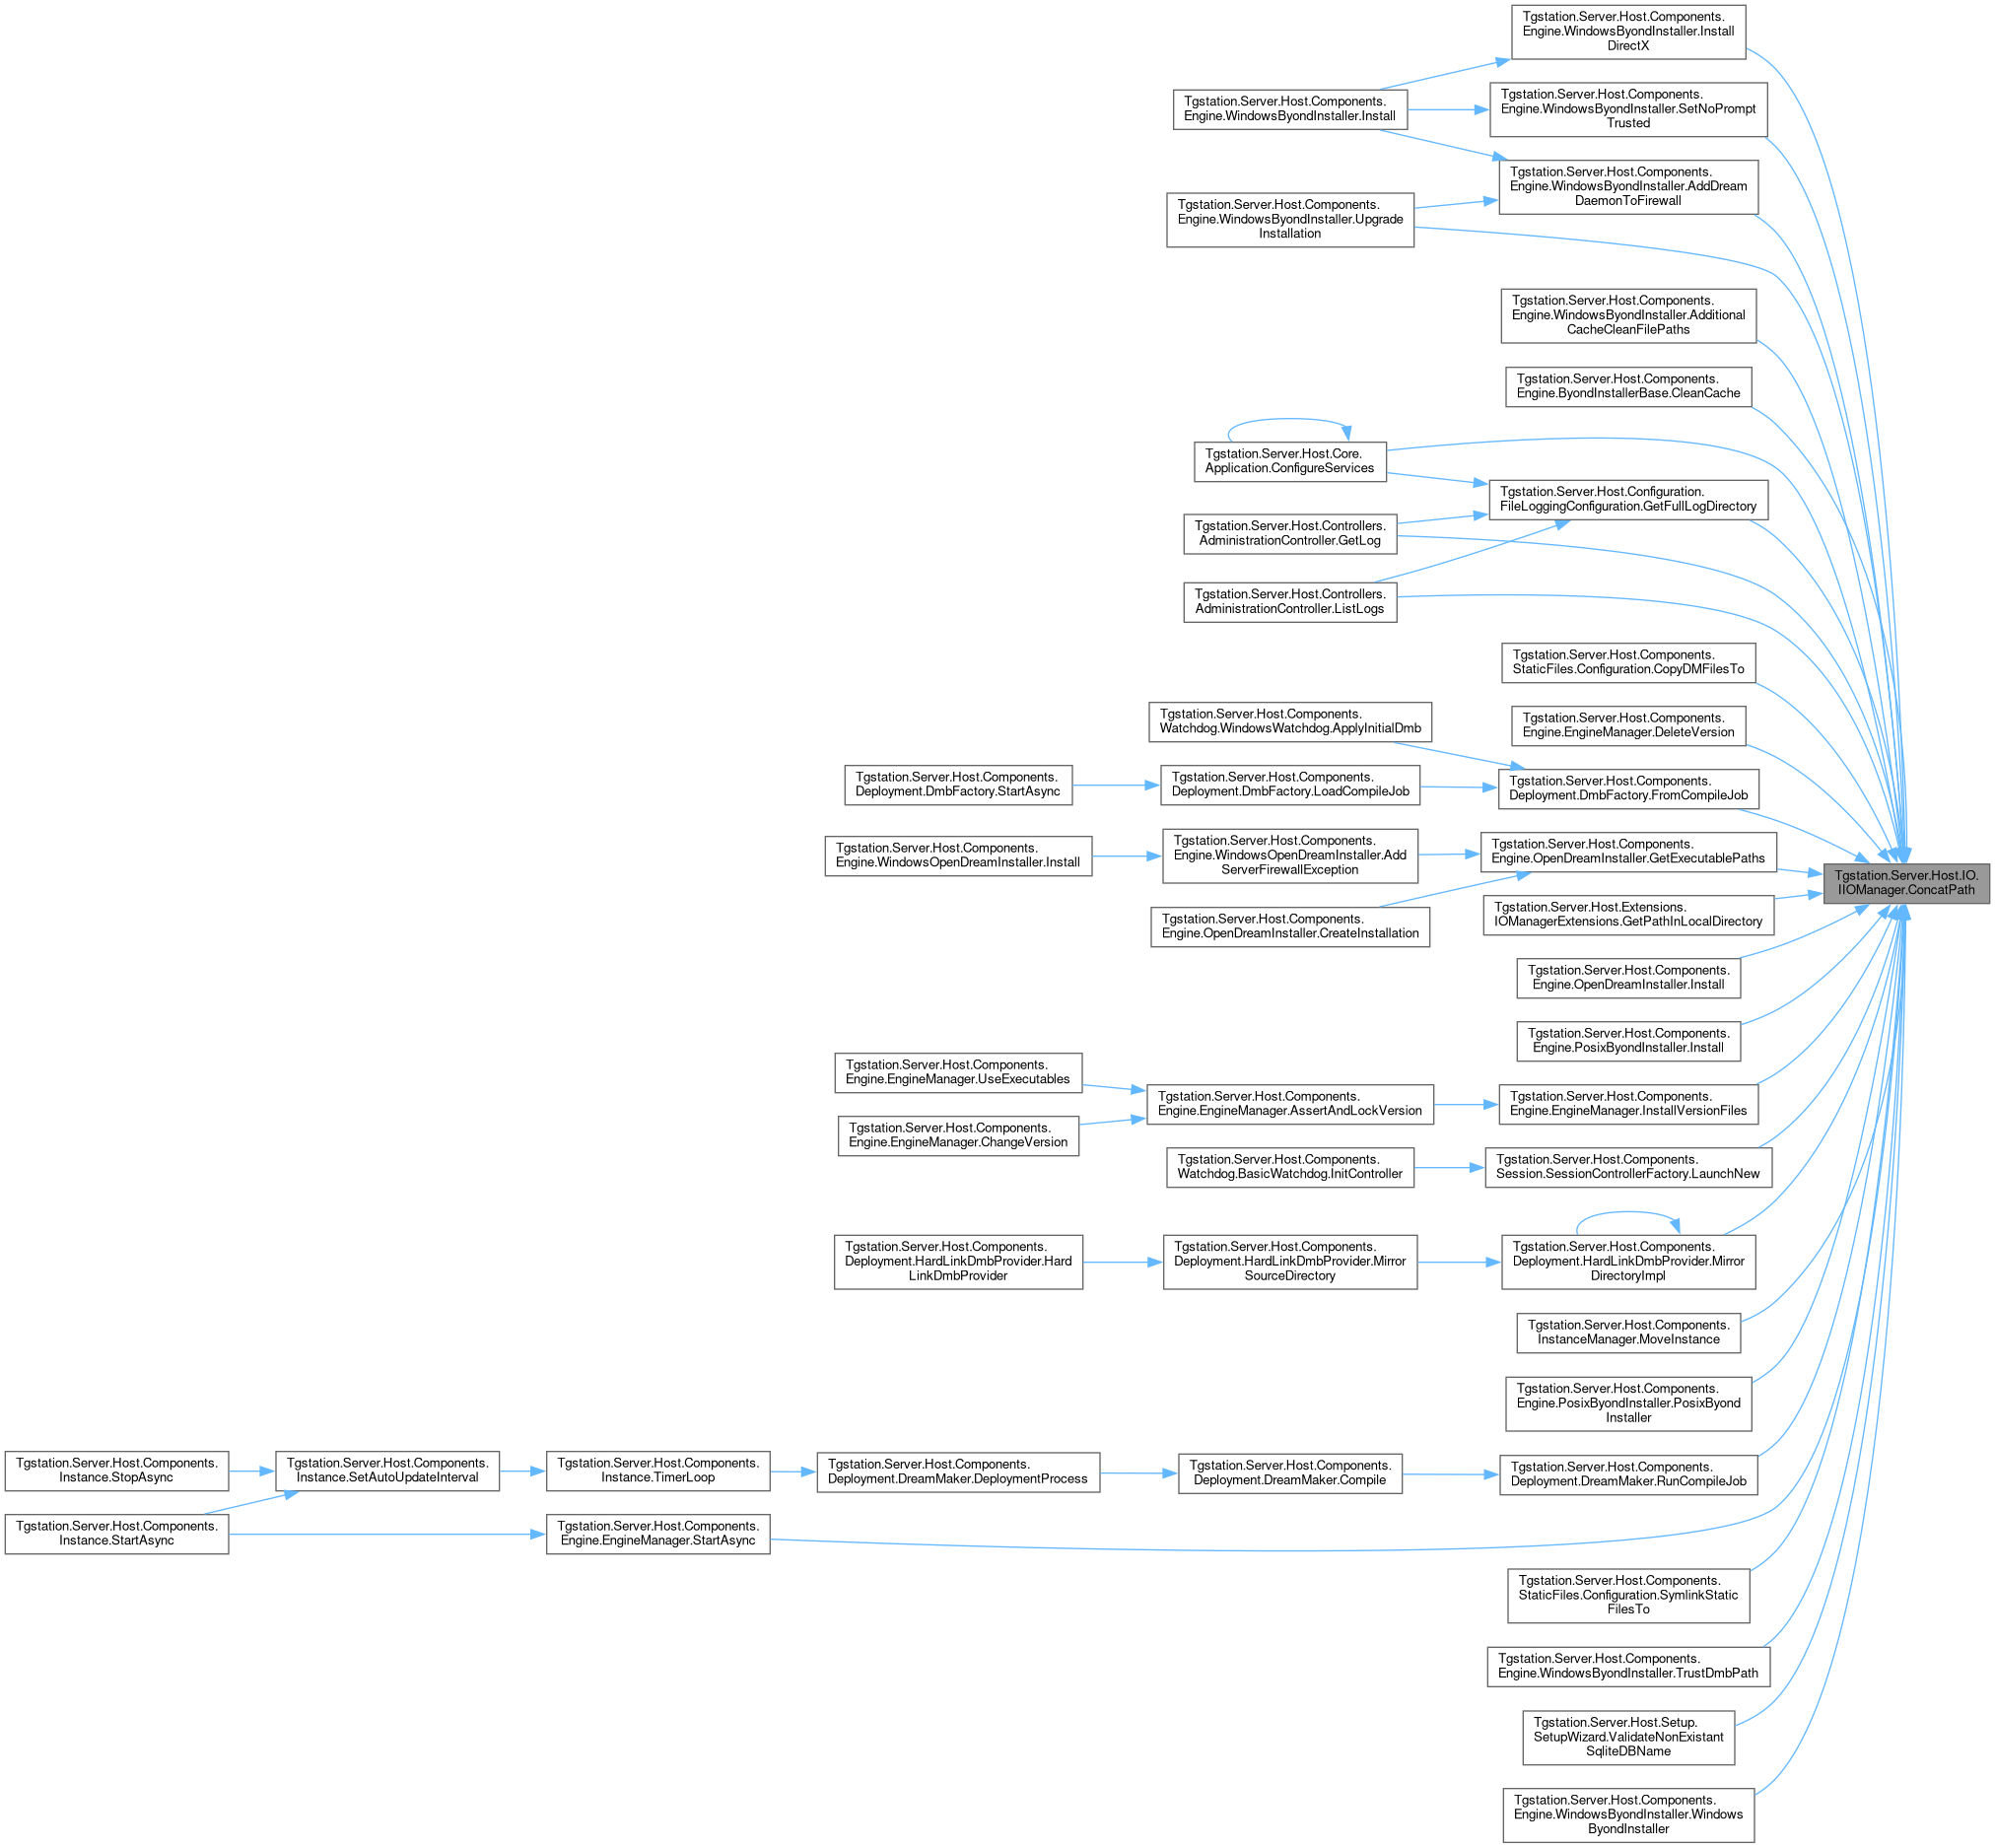 Tgstation.Server.Host.Components.
Engine.WindowsByondInstaller.Install
DirectX
Tgstation.Server.Host.Components.
Engine.WindowsByondInstaller.Install
Tgstation.Server.Host.Components.
Engine.WindowsByondInstaller.SetNoPrompt
Trusted
Tgstation.Server.Host.Components.
Engine.WindowsByondInstaller.AddDream
DaemonToFirewall
Tgstation.Server.Host.Components.
Engine.WindowsByondInstaller.Upgrade
Installation
Tgstation.Server.Host.Components.
Engine.WindowsByondInstaller.Additional
CacheCleanFilePaths
Tgstation.Server.Host.Components.
Engine.ByondInstallerBase.CleanCache
Tgstation.Server.Host.Core.
Application.ConfigureServices
Tgstation.Server.Host.Configuration.
FileLoggingConfiguration.GetFullLogDirectory
Tgstation.Server.Host.Controllers.
AdministrationController.GetLog
Tgstation.Server.Host.Controllers.
AdministrationController.ListLogs
Tgstation.Server.Host.Components.
StaticFiles.Configuration.CopyDMFilesTo
Tgstation.Server.Host.Components.
Watchdog.WindowsWatchdog.ApplyInitialDmb
Tgstation.Server.Host.Components.
Engine.EngineManager.DeleteVersion
Tgstation.Server.Host.Components.
Deployment.DmbFactory.StartAsync
Tgstation.Server.Host.Components.
Deployment.DmbFactory.LoadCompileJob
Tgstation.Server.Host.Components.
Deployment.DmbFactory.FromCompileJob
Tgstation.Server.Host.Components.
Engine.WindowsOpenDreamInstaller.Install
Tgstation.Server.Host.Components.
Engine.WindowsOpenDreamInstaller.Add
ServerFirewallException
Tgstation.Server.Host.Components.
Engine.OpenDreamInstaller.GetExecutablePaths
Tgstation.Server.Host.IO.
IIOManager.ConcatPath
Tgstation.Server.Host.Components.
Engine.OpenDreamInstaller.CreateInstallation
Tgstation.Server.Host.Extensions.
IOManagerExtensions.GetPathInLocalDirectory
Tgstation.Server.Host.Components.
Engine.OpenDreamInstaller.Install
Tgstation.Server.Host.Components.
Engine.PosixByondInstaller.Install
Tgstation.Server.Host.Components.
Engine.EngineManager.UseExecutables
Tgstation.Server.Host.Components.
Engine.EngineManager.AssertAndLockVersion
Tgstation.Server.Host.Components.
Engine.EngineManager.InstallVersionFiles
Tgstation.Server.Host.Components.
Engine.EngineManager.ChangeVersion
Tgstation.Server.Host.Components.
Watchdog.BasicWatchdog.InitController
Tgstation.Server.Host.Components.
Session.SessionControllerFactory.LaunchNew
Tgstation.Server.Host.Components.
Deployment.HardLinkDmbProvider.Hard
LinkDmbProvider
Tgstation.Server.Host.Components.
Deployment.HardLinkDmbProvider.Mirror
SourceDirectory
Tgstation.Server.Host.Components.
Deployment.HardLinkDmbProvider.Mirror
DirectoryImpl
Tgstation.Server.Host.Components.
InstanceManager.MoveInstance
Tgstation.Server.Host.Components.
Engine.PosixByondInstaller.PosixByond
Installer
Tgstation.Server.Host.Components.
Instance.StopAsync
Tgstation.Server.Host.Components.
Instance.SetAutoUpdateInterval
Tgstation.Server.Host.Components.
Instance.TimerLoop
Tgstation.Server.Host.Components.
Deployment.DreamMaker.DeploymentProcess
Tgstation.Server.Host.Components.
Deployment.DreamMaker.Compile
Tgstation.Server.Host.Components.
Deployment.DreamMaker.RunCompileJob
Tgstation.Server.Host.Components.
Instance.StartAsync
Tgstation.Server.Host.Components.
Engine.EngineManager.StartAsync
Tgstation.Server.Host.Components.
StaticFiles.Configuration.SymlinkStatic
FilesTo
Tgstation.Server.Host.Components.
Engine.WindowsByondInstaller.TrustDmbPath
Tgstation.Server.Host.Setup.
SetupWizard.ValidateNonExistant
SqliteDBName
Tgstation.Server.Host.Components.
Engine.WindowsByondInstaller.Windows
ByondInstaller